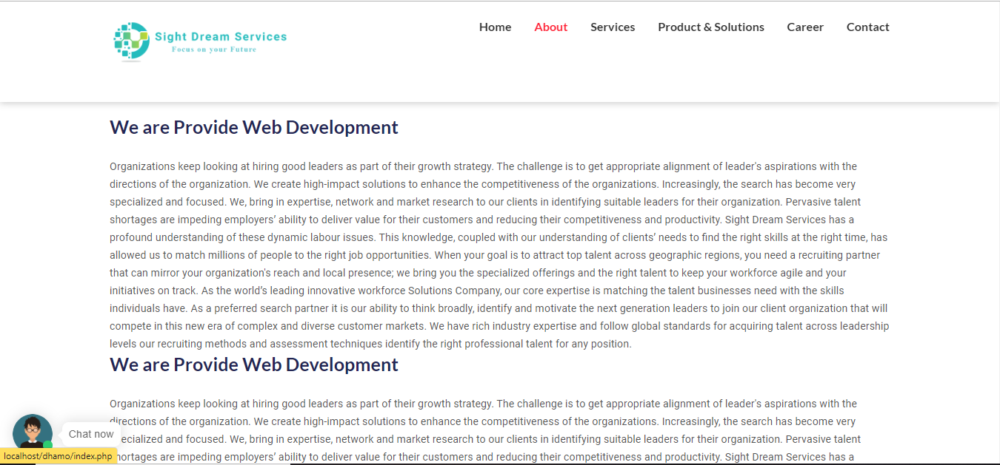 Sight Dream Services
Focus on your Future
Home About Services Product & Solutions Career Contact
We are Provide Web Development
Organizations keep looking at hiring good leaders as part of their growth strategy. The challenge is to get appropriate alignment of leader's aspirations with the
directions of the organization. We create high-impact solutions to enhance the competitiveness of the organizations. Increasingly, the search has become very
specialized and focused. We, bring in expertise, network and market research to our clients in identifying suitable leaders for their organization. Pervasive talent
shortages are impeding employers’ ability to deliver value for their customers and reducing their competitiveness and productivity. Sight Dream Services has a
profound understanding of these dynamic labour issues. This knowledge, coupled with our understanding of clients’ needs to find the right skills at the right time, has
allowed us to match millions of people to the right job opportunities. When your goal is to attract top talent across geographic regions, you need a recruiting partner
that can mirror your organization's reach and local presence; we bring you the specialized offerings and the right talent to keep your workforce agile and your
initiatives on track. As the world’s leading innovative workforce Solutions Company, our core expertise is matching the talent businesses need with the skills
individuals have. As a preferred search partner it is our ability to think broadly, identify and motivate the next generation leaders to join our client organization that will
compete in this new era of complex and diverse customer markets. We have rich industry expertise and follow global standards for acquiring talent across leadership
levels our recruiting methods and assessment techniques identify the right professional talent for any position.
We are Provide Web Development
Organizations keep looking at hiring good leaders as part of their growth strategy. The challenge is to get appropriate alignment of leader's aspirations with the
directions of the organization. We create high-impact solutions to enhance the competitiveness of the organizations. Increasingly, the search has become very
Chat now
ecialized and focused. We, bring in expertise, network and market research to our clients in identifying suitable leaders for their organization. Pervasive talent
localhost/dhamo/index.php
hortages are impeding employers’ ability to deliver value for their customers and reducing their competitiveness and productivity. Sight Dream Services has a